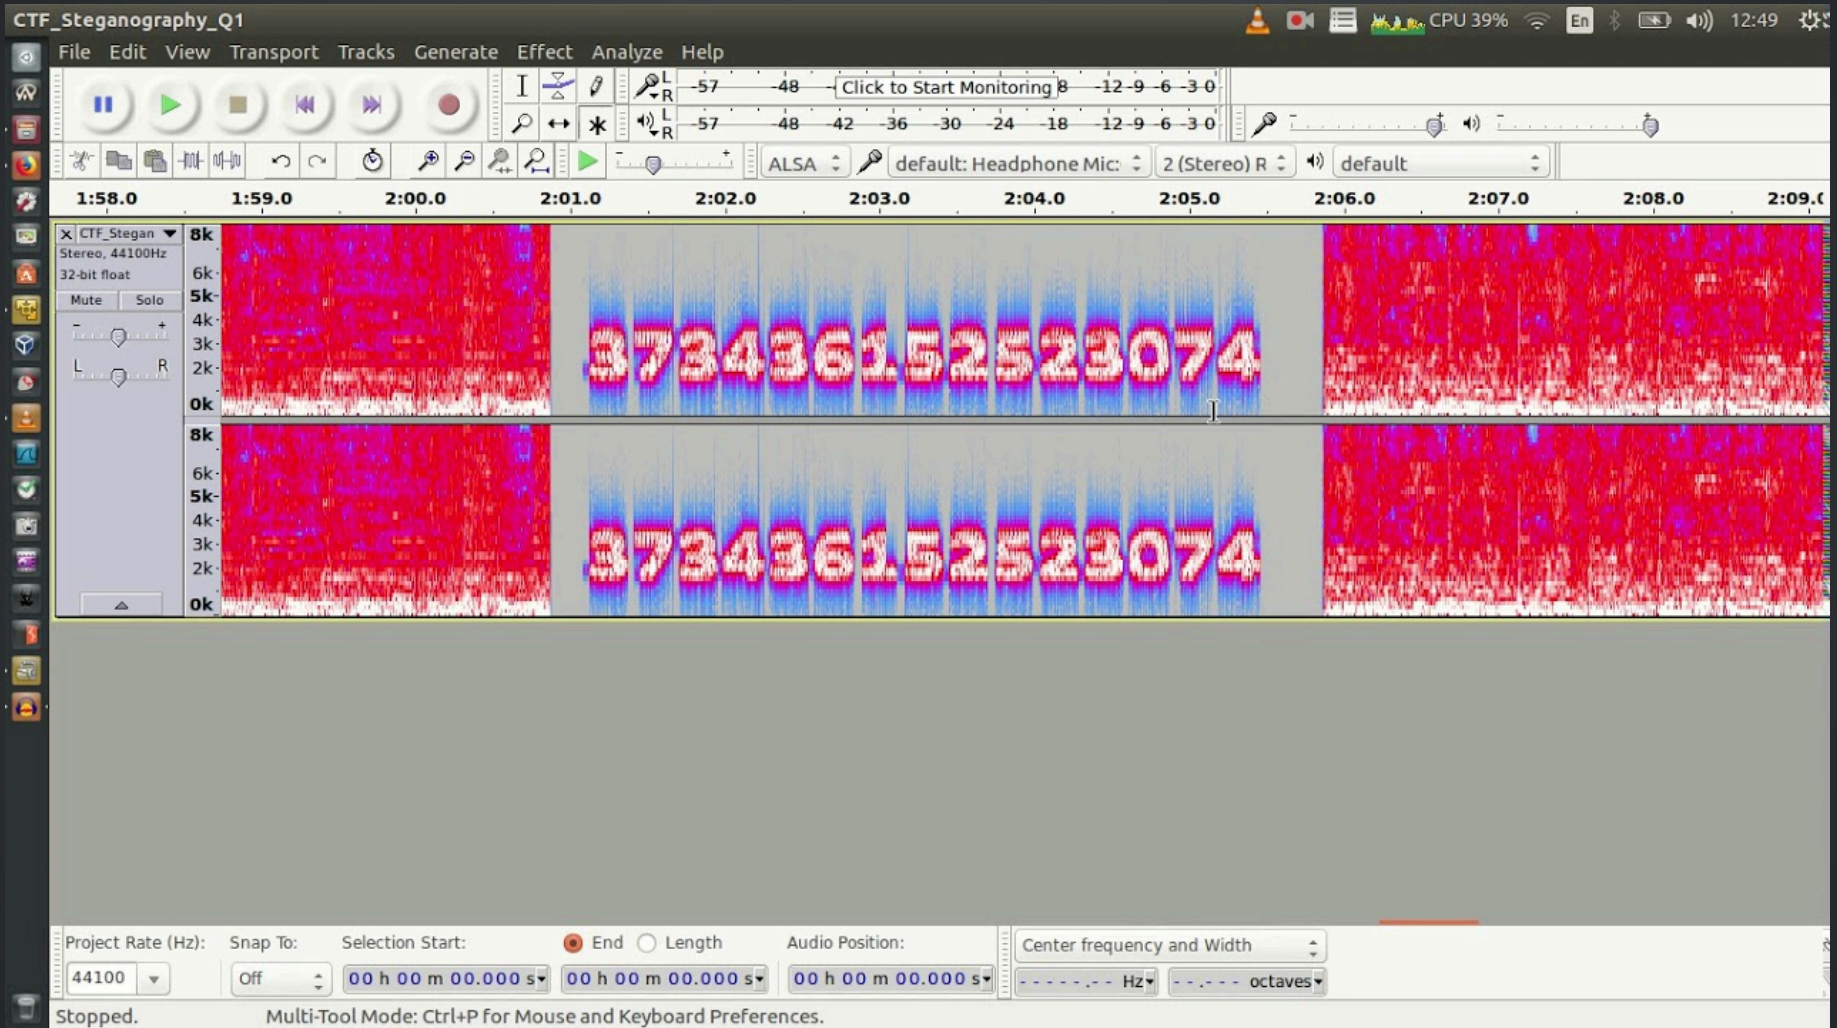 CTF_Steganography_Q1
CPU 39% En 12:49
File Edit View Transport Tracks Generate Effect Analyze Help
L R -57 -48 Click to Start Monitoring 8 -12 -9 -6 -3 0
L R -57 -48 -42 -36 -30 -24 -18 -12 -9 -6 -3 0
- + ALSA default: Headphone Mic: 2 (Stereo) R default
1:58.0 1:59.0 2:00.0 2:01.0 2:02.0 2:03.0 2:04.0 2:05.0 2:06.0 2:07.0 2:08.0 2:09.0
CTF_Stegan
Stereo, 44100Hz
32-bit float
Mute Solo
- +
L R
8k
6k
5k
4k
3k
2k
0k
373436152523074
8k
6k
5k
4k
3k
2k
0k
373436152523074
Project Rate (Hz): Snap To: Selection Start: End Length Audio Position: Center frequency and Width
44100 Off 00 h 00 m 00.000 s 00 h 00 m 00.000 s 00 h 00 m 00.000 s -----.-- Hz --.--- octaves
Stopped. Multi-Tool Mode: Ctrl+P for Mouse and Keyboard Preferences.